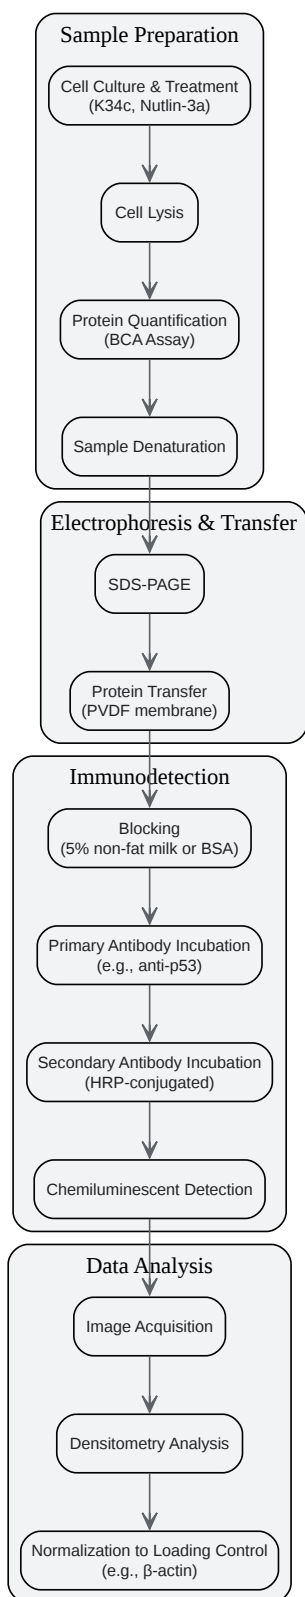 Sample Preparation
Cell Culture & Treatment
(K34c, Nutlin-3a)
Cell Lysis
Protein Quantification
(BCA Assay)
Sample Denaturation
Electrophoresis & Transfer
SDS-PAGE
Protein Transfer
(PVDF membrane)
Immunodetection
Blocking
(5% non-fat milk or BSA)
Primary Antibody Incubation
(e.g., anti-p53)
Secondary Antibody Incubation
(HRP-conjugated)
Chemiluminescent Detection
Data Analysis
Image Acquisition
Densitometry Analysis
Normalization to Loading Control
(e.g., β-actin)